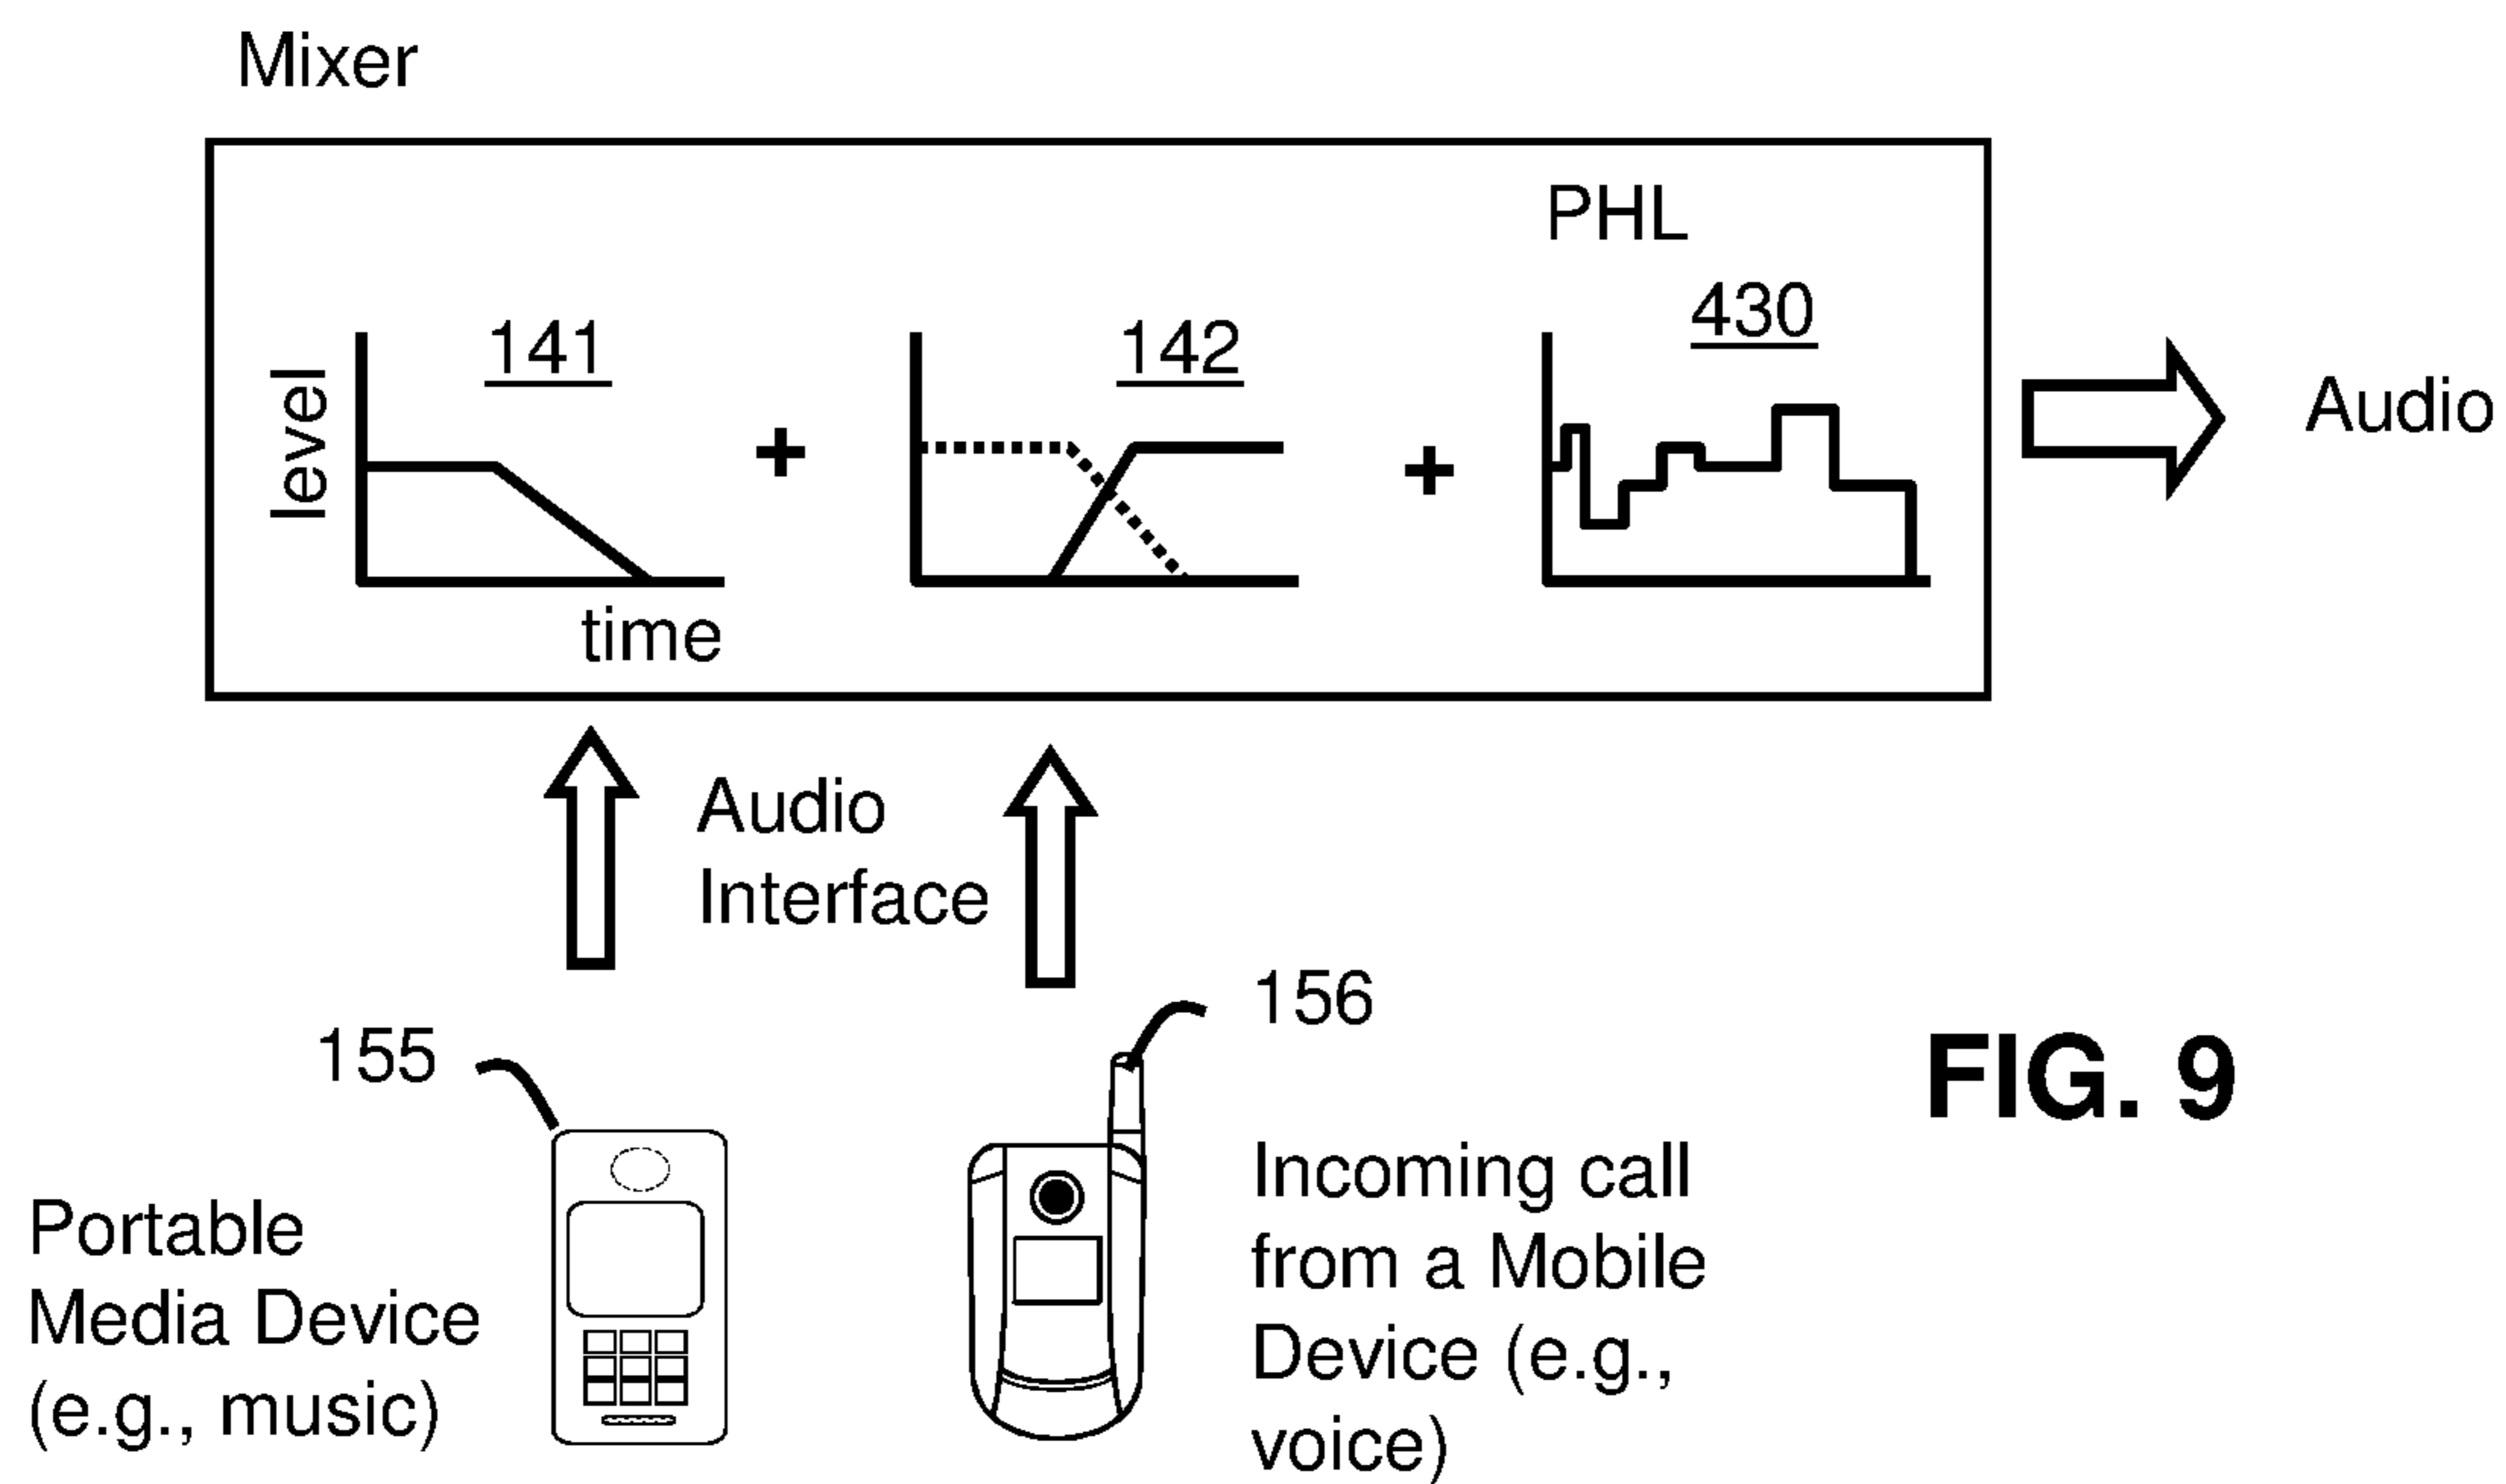 Mixer
PHL
430
141
142
level
+
+
time
Audio
Audio
Interface
155
156
FIG. 9
Portable
Media Device
(e.g., music)
Incoming call
from a Mobile
Device (e.g.,
voice)